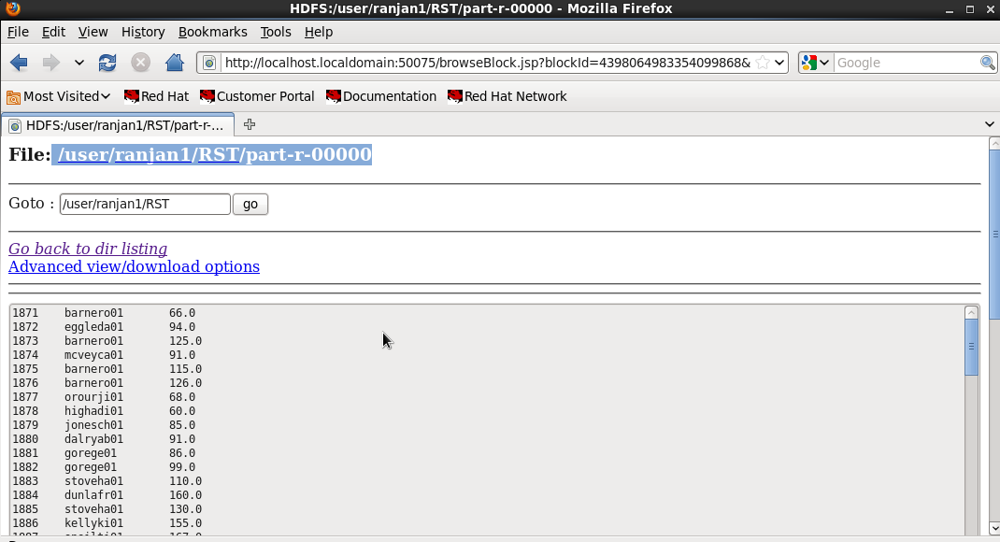 HDFS:/user/ranjan1/RST/part-r-00000 - Mozilla Firefox
File Edit View History Bookmarks Tools Help
http://localhost.localdomain:50075/browseBlock.jsp?blockId=4398064983354099868& Google
Most Visited Red Hat Customer Portal Documentation Red Hat Network
HDFS:/user/ranjan1/RST/part-r-...
File: /user/ranjan1/RST/part-r-00000
Goto : /user/ranjan1/RST go
Go back to dir listing
Advanced view/download options
1871 barnero01 66.0
1872 eggleda01 94.0
1873 barnero01 125.0
1874 mcveyca01 91.0
1875 barnero01 115.0
1876 barnero01 126.0
1877 orourji01 68.0
1878 highadi01 60.0
1879 jonesch01 85.0
1880 dalryab01 91.0
1881 gorege01 86.0
1882 gorege01 99.0
1883 stoveha01 110.0
1884 dunlafr01 160.0
1885 stoveha01 130.0
1886 kellyki01 155.0